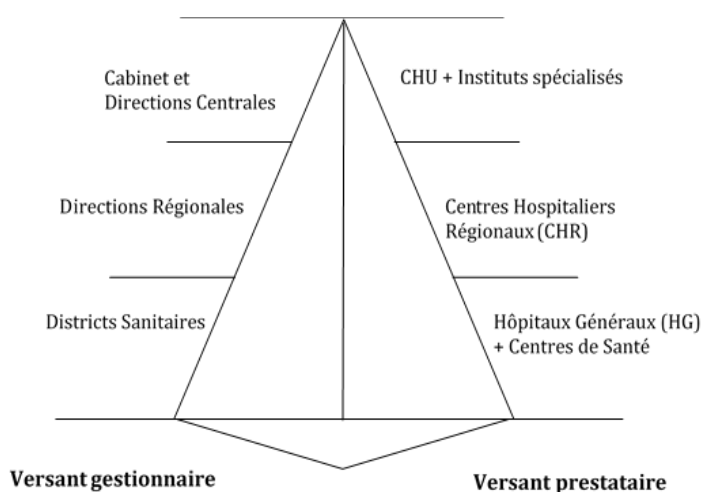 Cabinet et
Directions Centrales
CHU + Instituts spécialisés
Directions Régionales
Centres Hospitaliers
Régionaux (CHR)
Districts Sanitaires
Hôpitaux Généraux (HG)
+ Centres de Santé
Versant gestionnaire
Versant prestataire